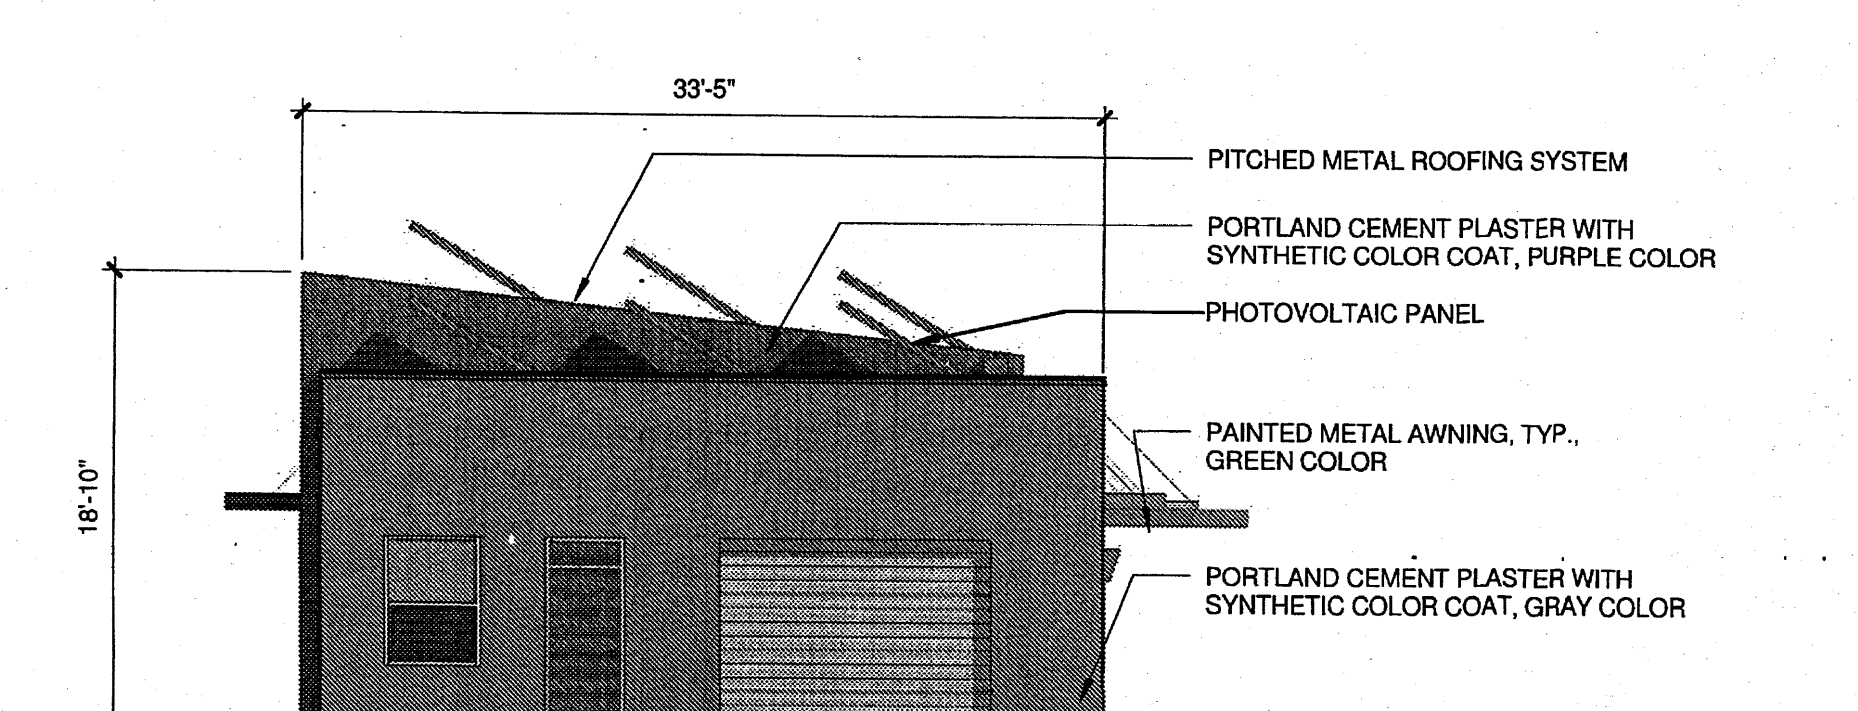 33'-5"
PITCHED METAL ROOFING SYSTEM
PORTLAND CEMENT PLASTER WITH
SYNTHETIC COLOR COAT, PURPLE COLOR
PHOTOVOLTAIC PANEL
PAINTED METAL AWNING, TYP.,
GREEN COLOR
18'-10"
PORTLAND CEMENT PLASTER WITH
SYNTHETIC COLOR COAT, GRAY COLOR